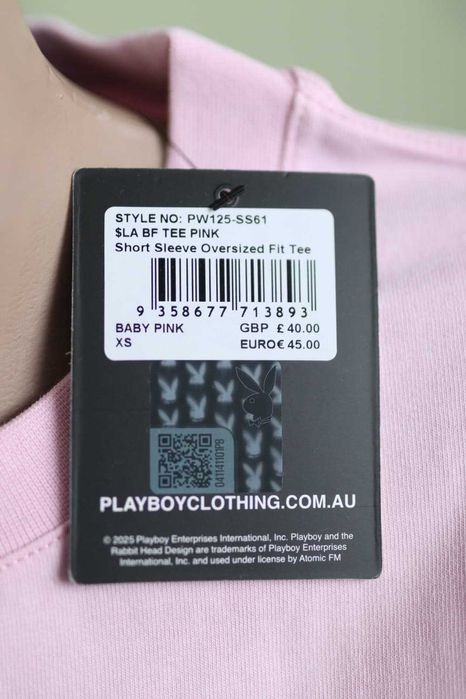 STYLE NO: PW125-SS61
$LA BF TEE PINK
Short Sleeve Oversized Fit Tee
9 358677 713893
BABY PINK GBP £ 40.00
XS EURO€ 45.00
041141101PB
PLAYBOYCLOTHING.COM.AU
© 2025 Playboy Enterprises International, Inc. Playboy and the
Rabbit Head Design are trademarks of Playboy Enterprises
International, Inc. and used under license by Atomic FM